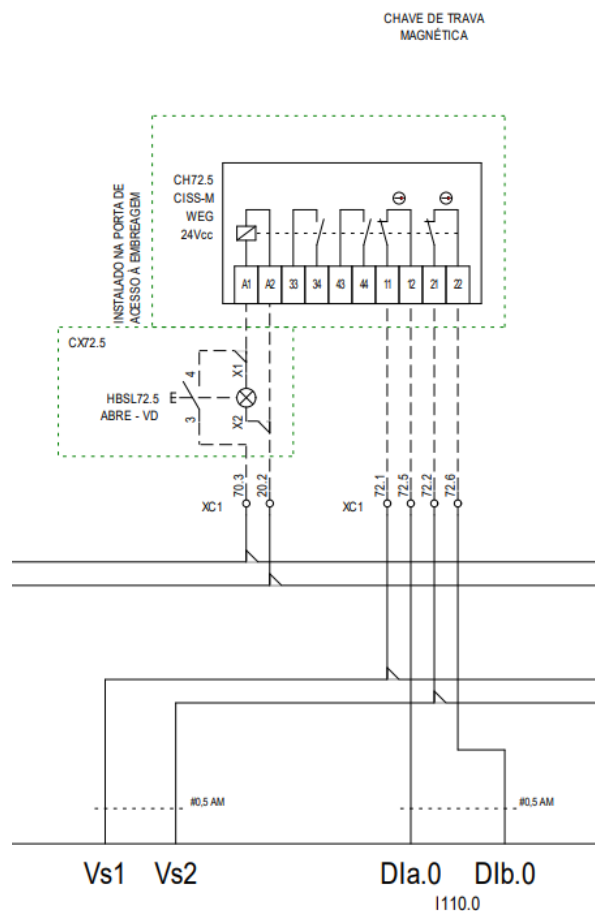 CHAVE DE TRAVA
MAGNÉTICA
CH72.5
CISS-M
WEG
24Vcc
INSTALADO NA PORTA DE
ACESSO À EMBREAGEM
A1 A2 33 34 43 44 11 12 21 22
CX72.5
4
X1
HBSL72.5 E
ABRE - VD
3
X2
70.3 20.2 72.1 72.5 72.2 72.6
XC1 XC1
#0,5 AM #0,5 AM
Vs1 Vs2 DIa.0 DIb.0
I110.0